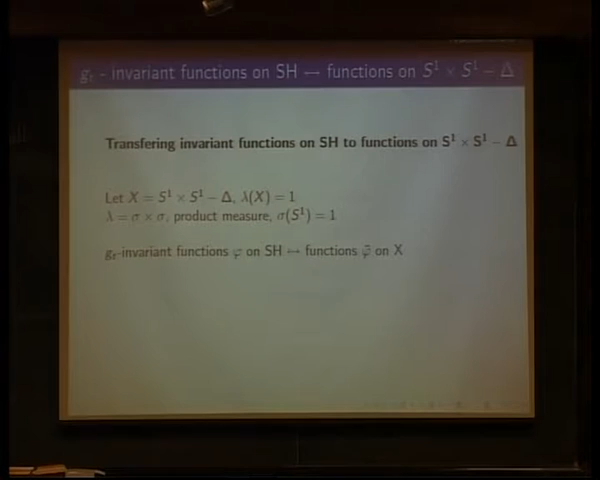 g_t - invariant functions on SH ↔ functions on S¹ × S¹ − Δ
Transfering invariant functions on SH to functions on S¹ × S¹ − Δ
Let X = S¹ × S¹ − Δ, λ(X) = 1
λ = σ × σ, product measure, σ(S¹) = 1
g_t-invariant functions φ on SH ↔ functions φ̃ on X